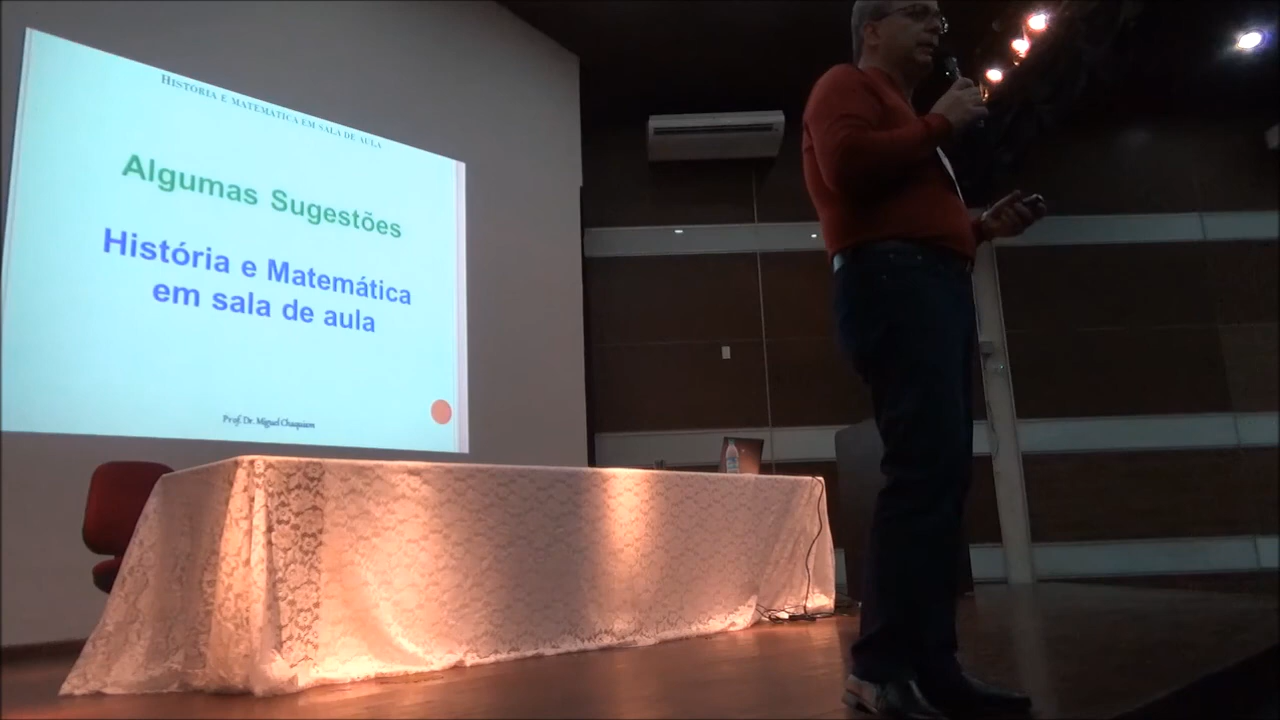 HISTÓRIA E MATEMÁTICA EM SALA DE AULA
Algumas Sugestões
História e Matemática
em sala de aula
Prof. Dr. Miguel Chaquiam